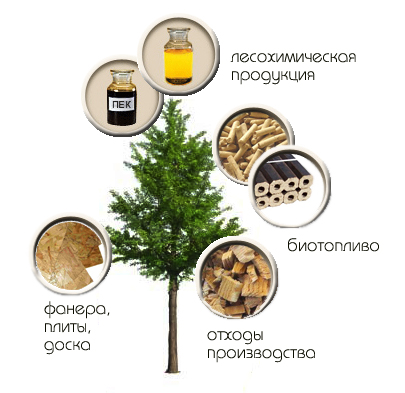 лесохимическая
продукция
ПЕК
биотопливо
фанера,
плиты,
доска
отходы
производства